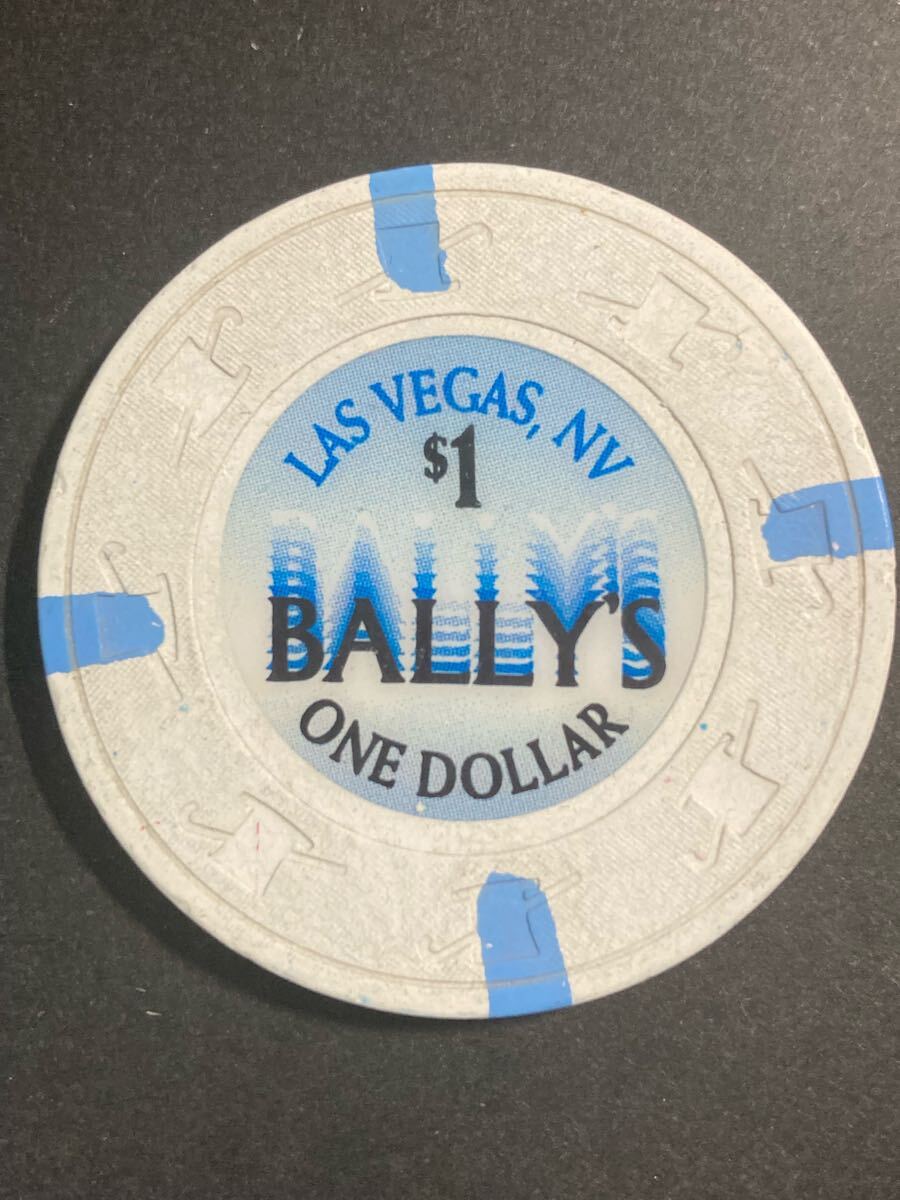 LAS VEGAS, NV
$1
BALLY'S
ONE DOLLAR